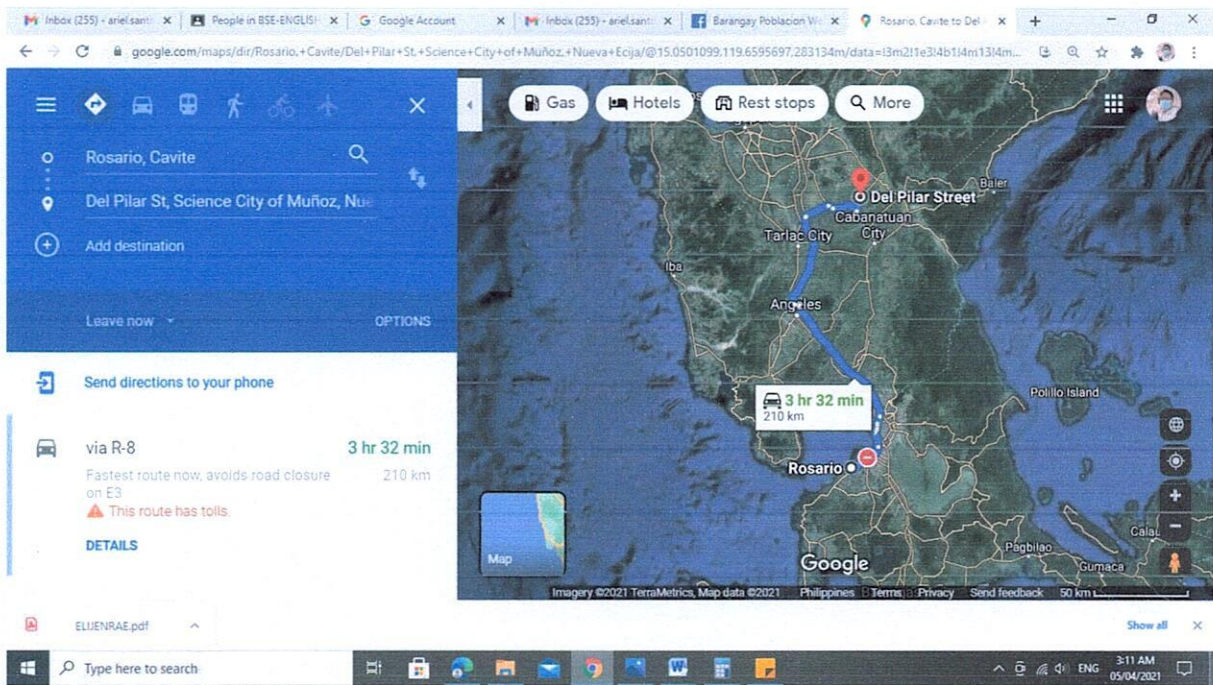 Inbox (255) - ariel.sant
People in BSE-ENGLISH
Google Account
Inbox (255) - ariel.sant
Barangay Poblacion We
Rosario, Cavite to Del
google.com/maps/dir/Rosario,+Cavite/Del+Pilar+St,+Science+City+of+Muñoz,+Nueva+Ecija/@15.0501099,119.6595697,283134m/data=!3m2!1e3!4b1!4m13!4m...
Gas
Hotels
Rest stops
More
Rosario, Cavite
Del Pilar St, Science City of Muñoz, Nue
Add destination
Leave now
OPTIONS
Send directions to your phone
via R-8
3 hr 32 min
Fastest route now, avoids road closure
on E3
210 km
This route has tolls.
DETAILS
Baler
Del Pilar Street
Cabanatuan
City
Tarlac City
Iba
Angeles
3 hr 32 min
210 km
Polillo Island
Rosario
Pagbilao
Gumaca
Map
Google
Imagery ©2021 TerraMetrics, Map data ©2021
Philippines
Terms
Privacy
Send feedback
50 km
ELIJENRAE.pdf
Show all
Type here to search
ENG
3:11 AM
05/04/2021